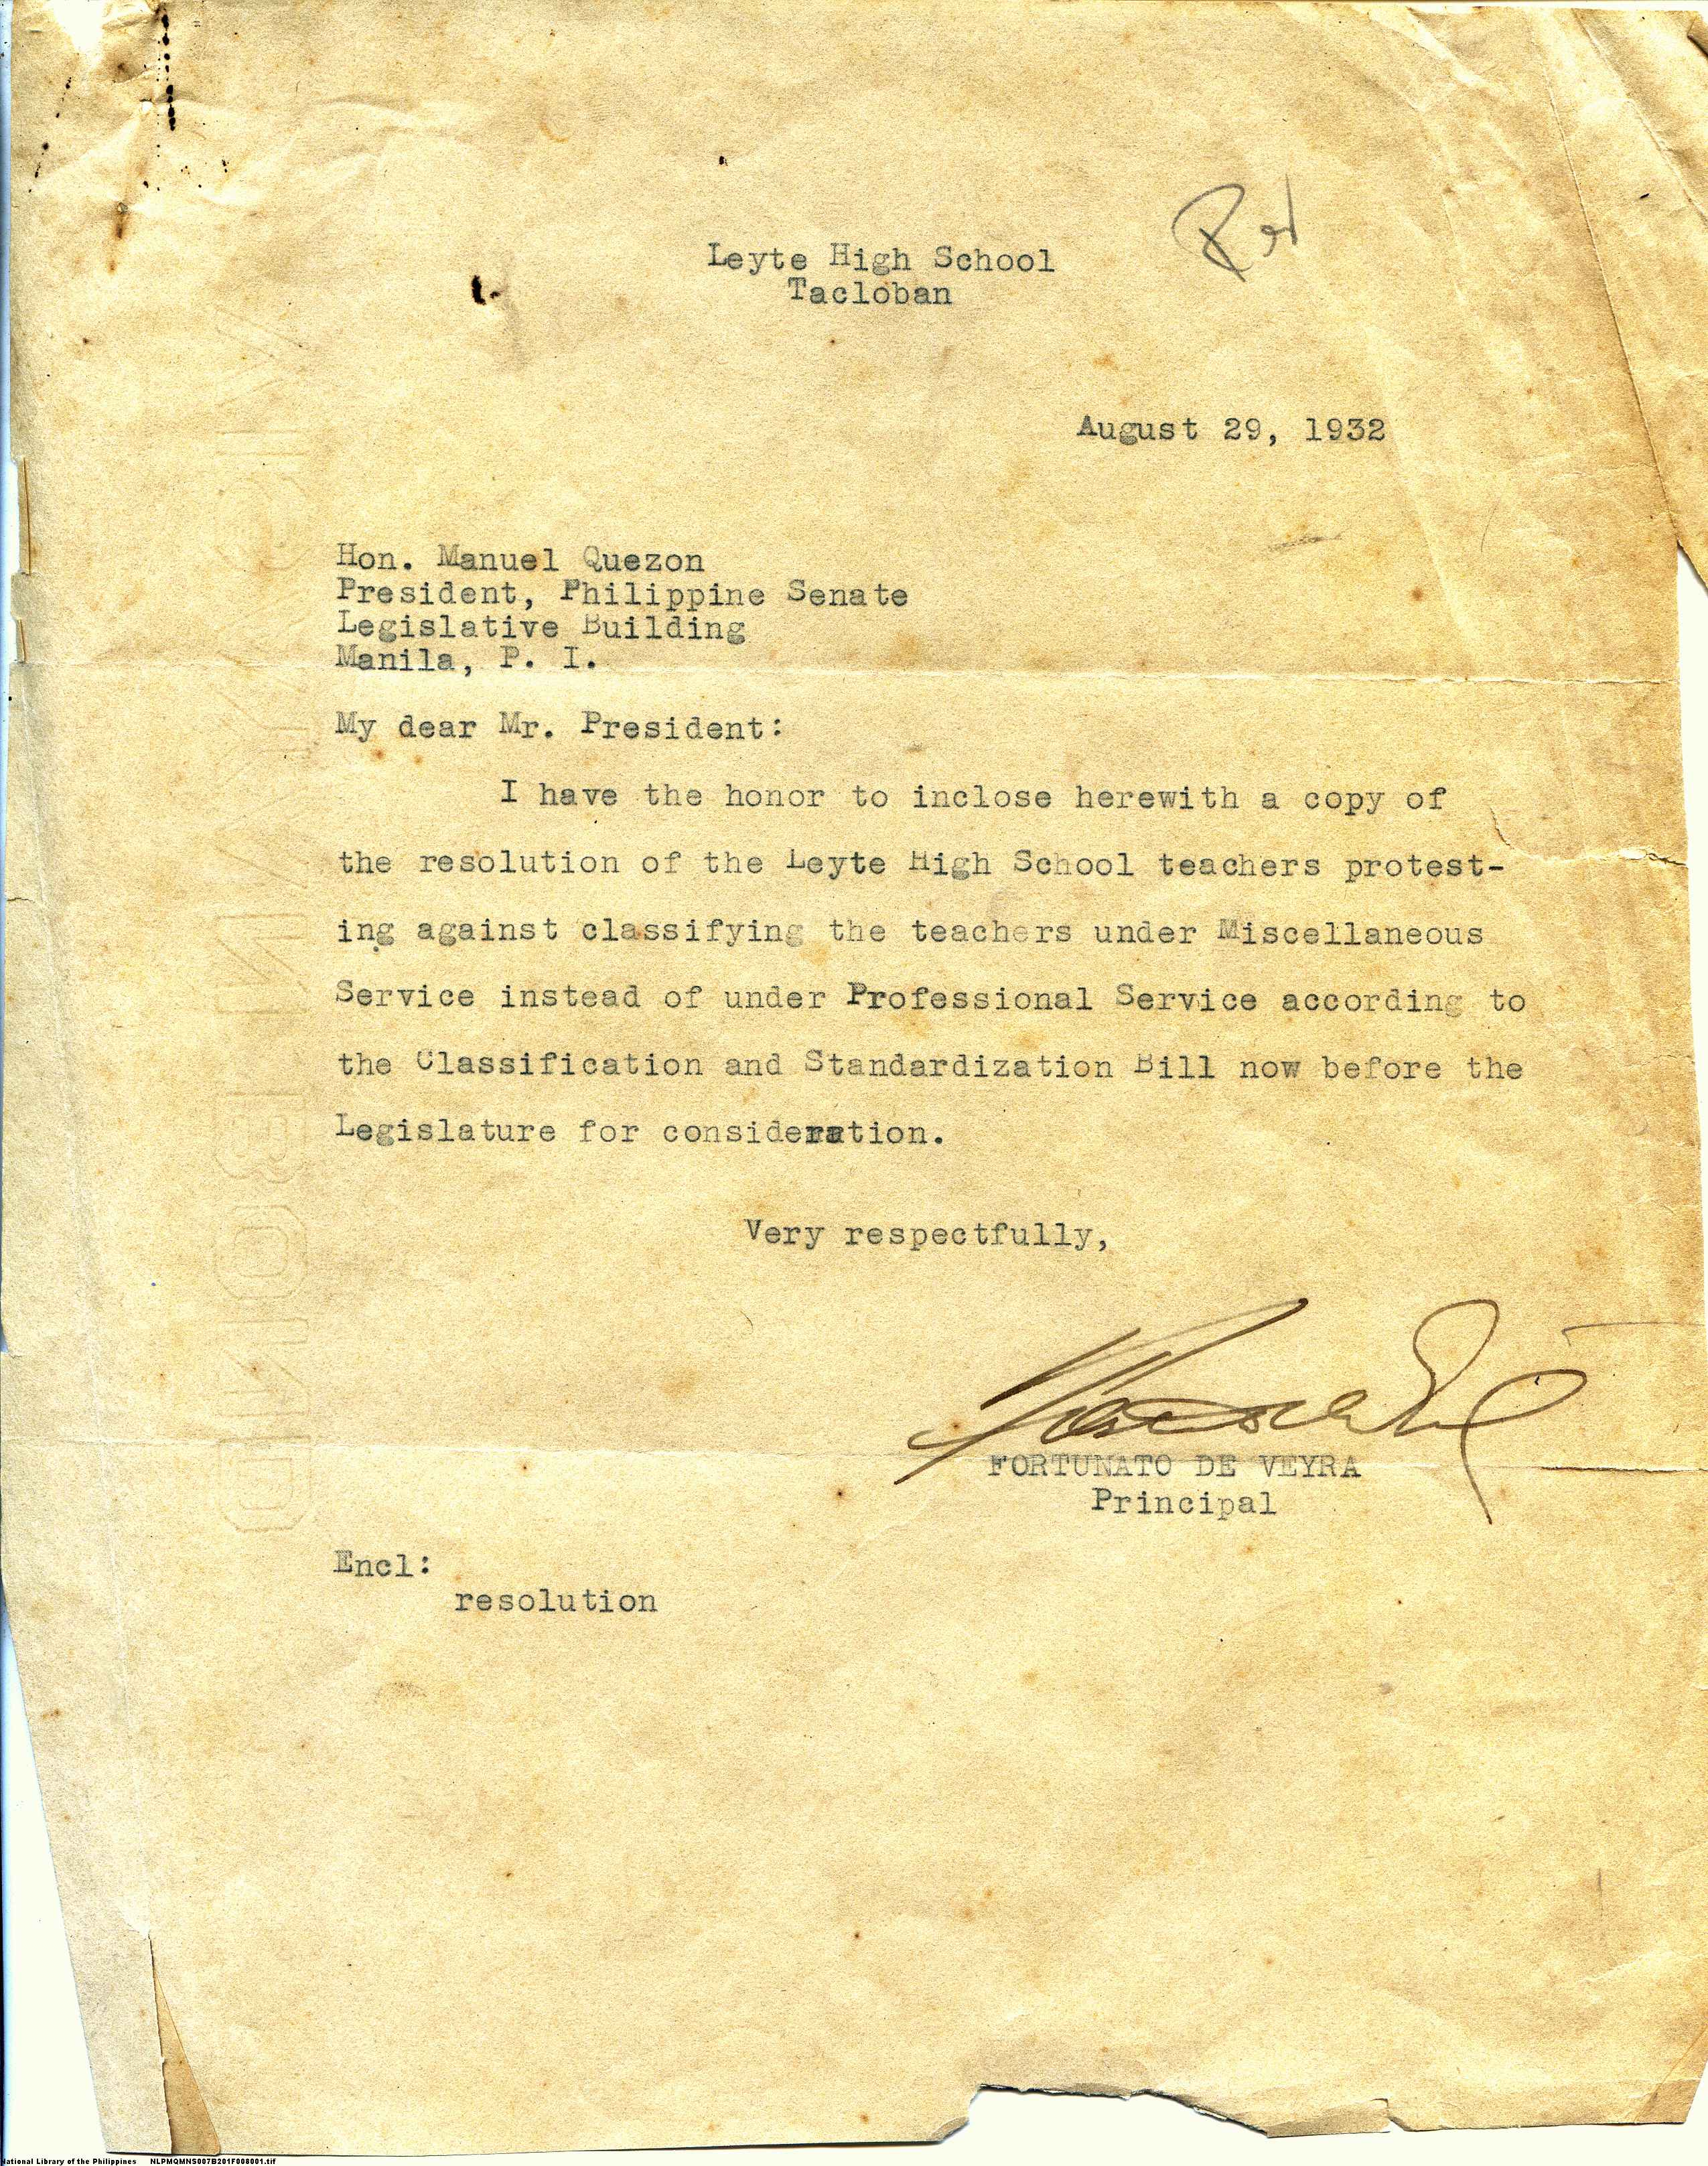 Leyte High School
Tacloban
August 29, 1932
Hon. Manuel Quezon
President, Philippine Senate
Legislative Building
Manila, P. I.
My dear Mr. President:
I have the honor to inclose herewith a copy of
the resolution of the Leyte High School teachers protest-
ing against classifying the teachers under Miscellaneous
Service instead of under Professional Service according to
the Classification and Standardization Bill now before the
Legislature for consideration.
Very respectfully,
FORTUNATO DE VEYRA
Principal
Encl:
resolution
National Library of the Philippines NLPMQMNS007B201F008001.tif